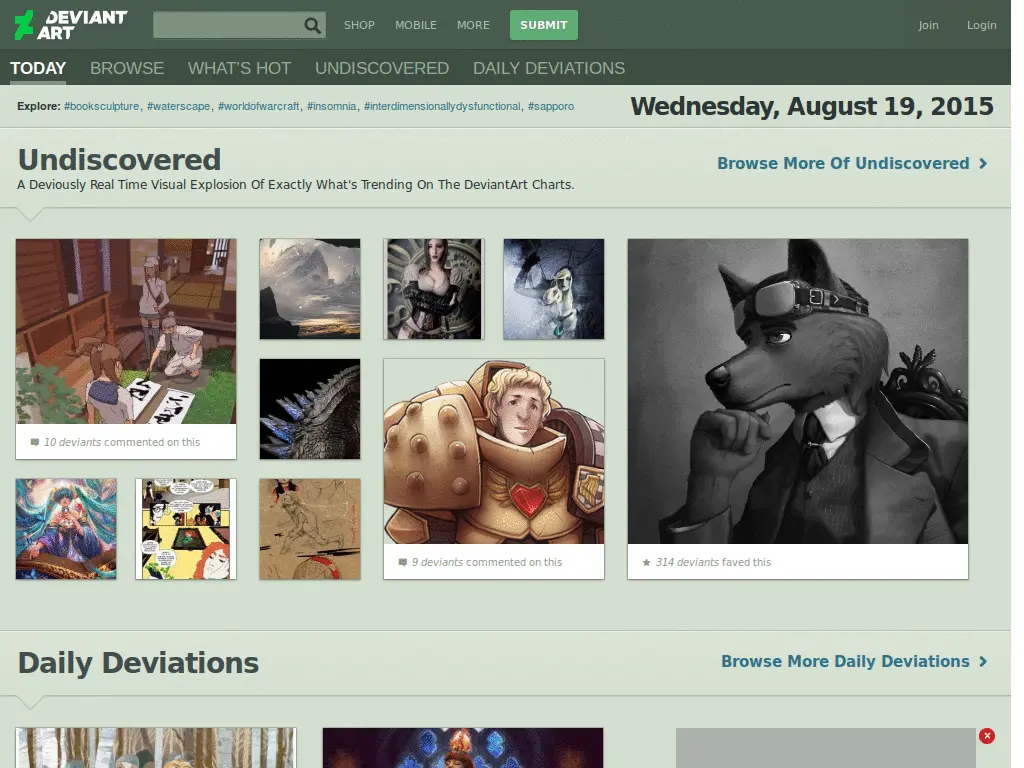 DEVIANT
ART
SHOP MOBILE MORE SUBMIT Join Login
TODAY BROWSE WHAT'S HOT UNDISCOVERED DAILY DEVIATIONS
Explore: #booksculpture, #waterscape, #worldofwarcraft, #insomnia, #interdimensionallydysfunctional, #sapporo
Wednesday, August 19, 2015
Undiscovered
Browse More Of Undiscovered
A Deviously Real Time Visual Explosion Of Exactly What's Trending On The DeviantArt Charts.
10 deviants commented on this
9 deviants commented on this
314 deviants faved this
Daily Deviations
Browse More Daily Deviations